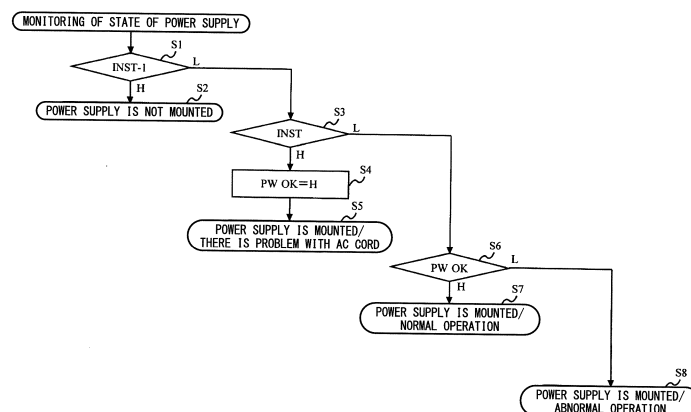 MONITORING OF STATE OF POWER SUPPLY
S1
INST-1
L
H
S2
POWER SUPPLY IS NOT MOUNTED
S3
INST
L
H
S4
PW OK=H
S5
POWER SUPPLY IS MOUNTED/
THERE IS PROBLEM WITH AC CORD
S6
PW OK
L
H
S7
POWER SUPPLY IS MOUNTED/
NORMAL OPERATION
S8
POWER SUPPLY IS MOUNTED/
ABNORMAL OPERATION